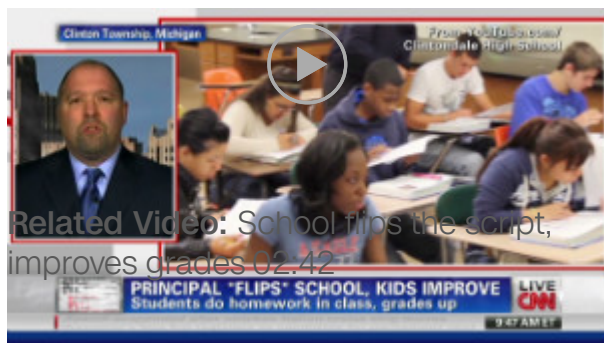 Clinton Township, Michigan
From YouTube.com/
Clintondale High School
Related Video: School flips the script,
improves grades 02:42
PRINCIPAL "FLIPS" SCHOOL, KIDS IMPROVE
Students do homework in class, grades up
LIVE
CNN
9:47 AM ET